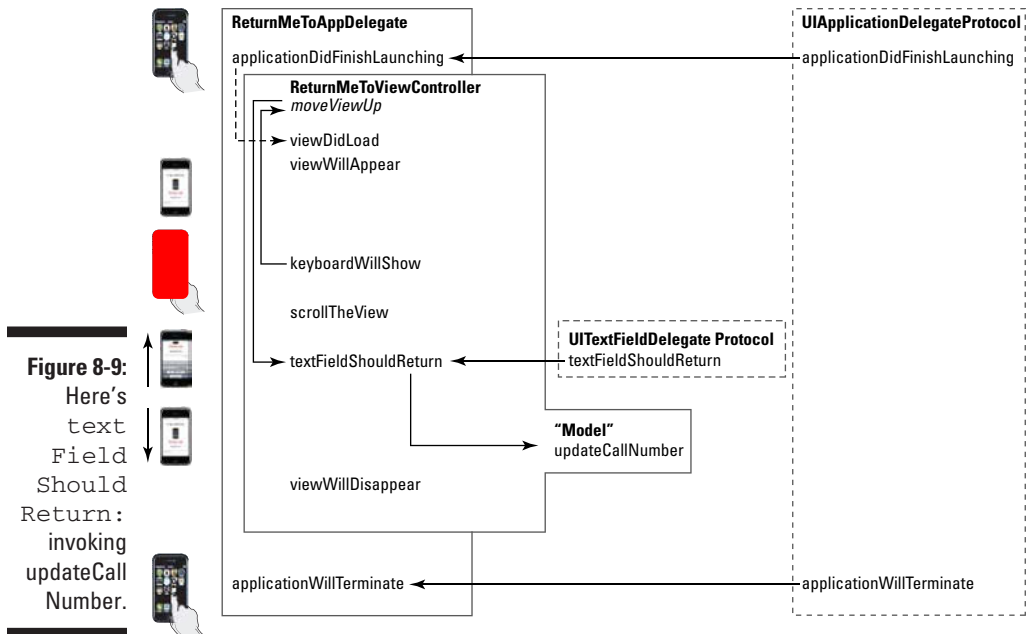 ReturnMeToAppDelegate
UIApplicationDelegateProtocol
applicationDidFinishLaunching
applicationDidFinishLaunching
ReturnMeToViewController
moveViewUp
viewDidLoad
viewWillAppear
keyboardWillShow
scrollTheView
UITextFieldDelegate Protocol
textFieldShouldReturn
textFieldShouldReturn
"Model"
updateCallNumber
viewWillDisappear
applicationWillTerminate
applicationWillTerminate
Figure 8-9:
Here's
text
Field
Should
Return:
invoking
updateCall
Number.